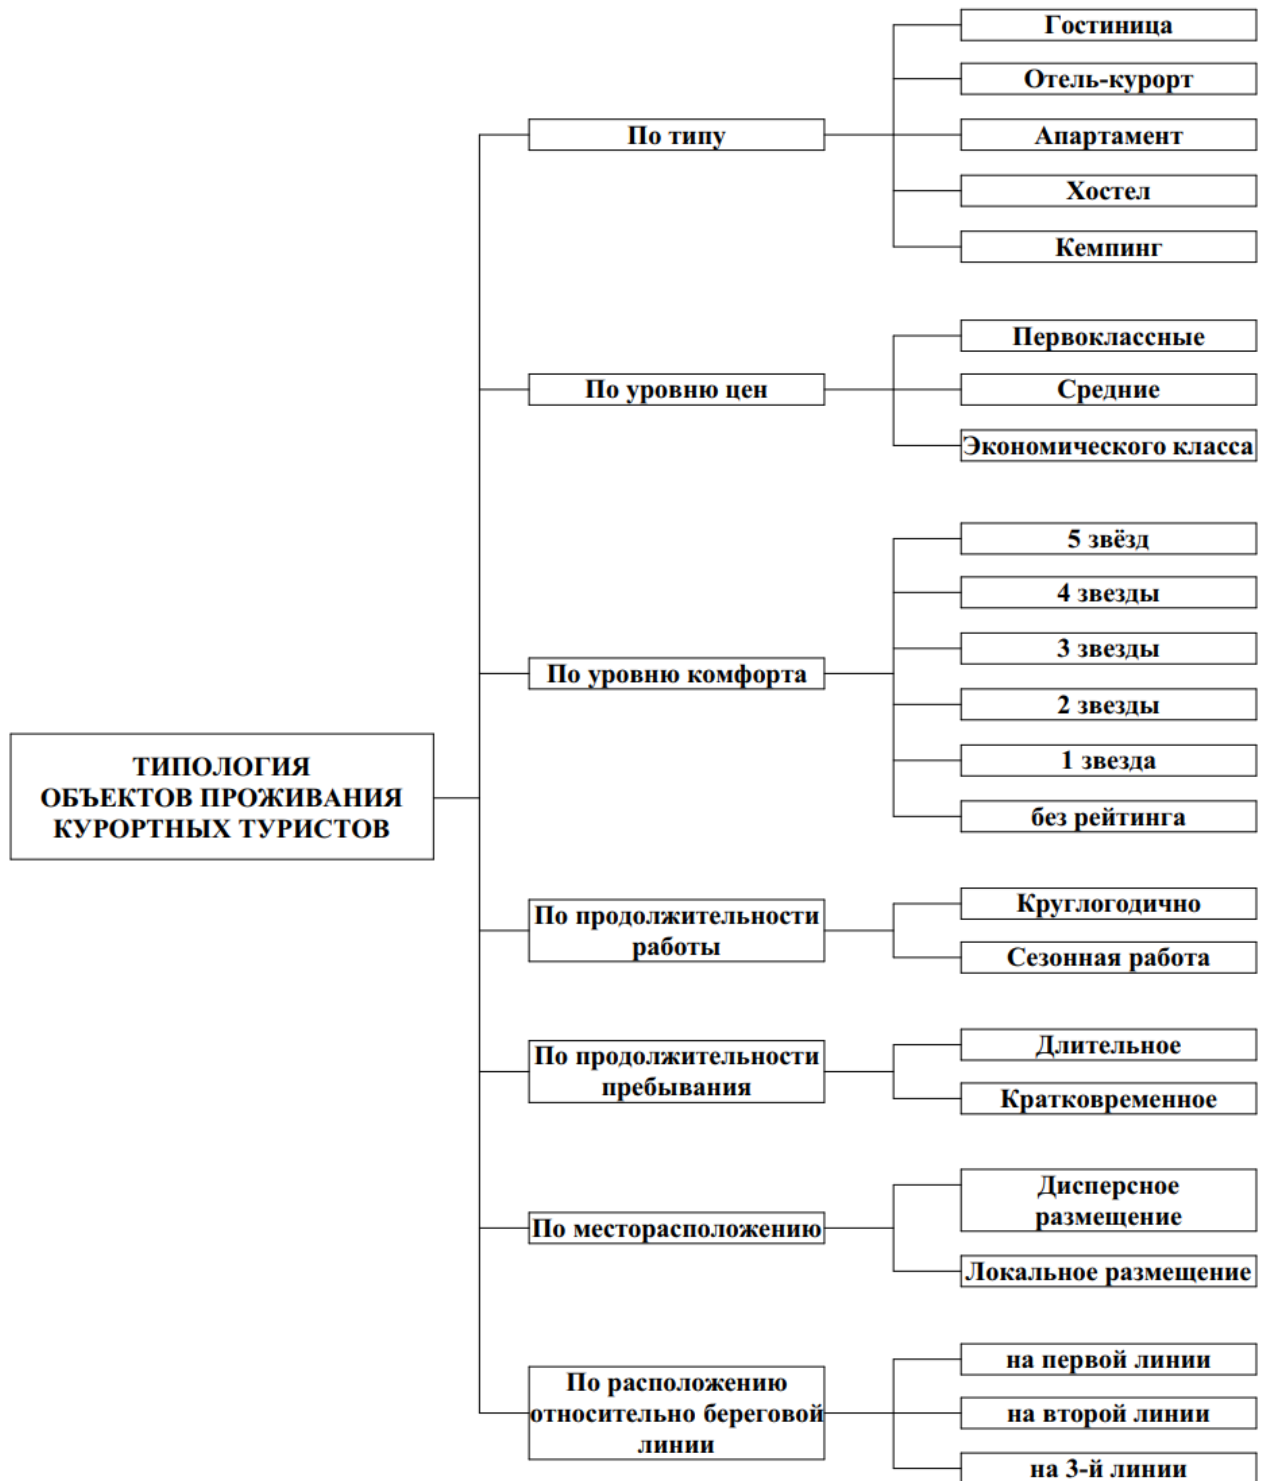 ТИПОЛОГИЯ
ОБЪЕКТОВ ПРОЖИВАНИЯ
КУРОРТНЫХ ТУРИСТОВ
По типу
Гостиница
Отель-курорт
Апартамент
Хостел
Кемпинг
По уровню цен
Первоклассные
Средние
Экономического класса
По уровню комфорта
5 звёзд
4 звезды
3 звезды
2 звезды
1 звезда
без рейтинга
По продолжительности
работы
Круглогодично
Сезонная работа
По продолжительности
пребывания
Длительное
Кратковременное
По месторасположению
Дисперсное
размещение
Локальное размещение
По расположению
относительно береговой
линии
на первой линии
на второй линии
на 3-й линии